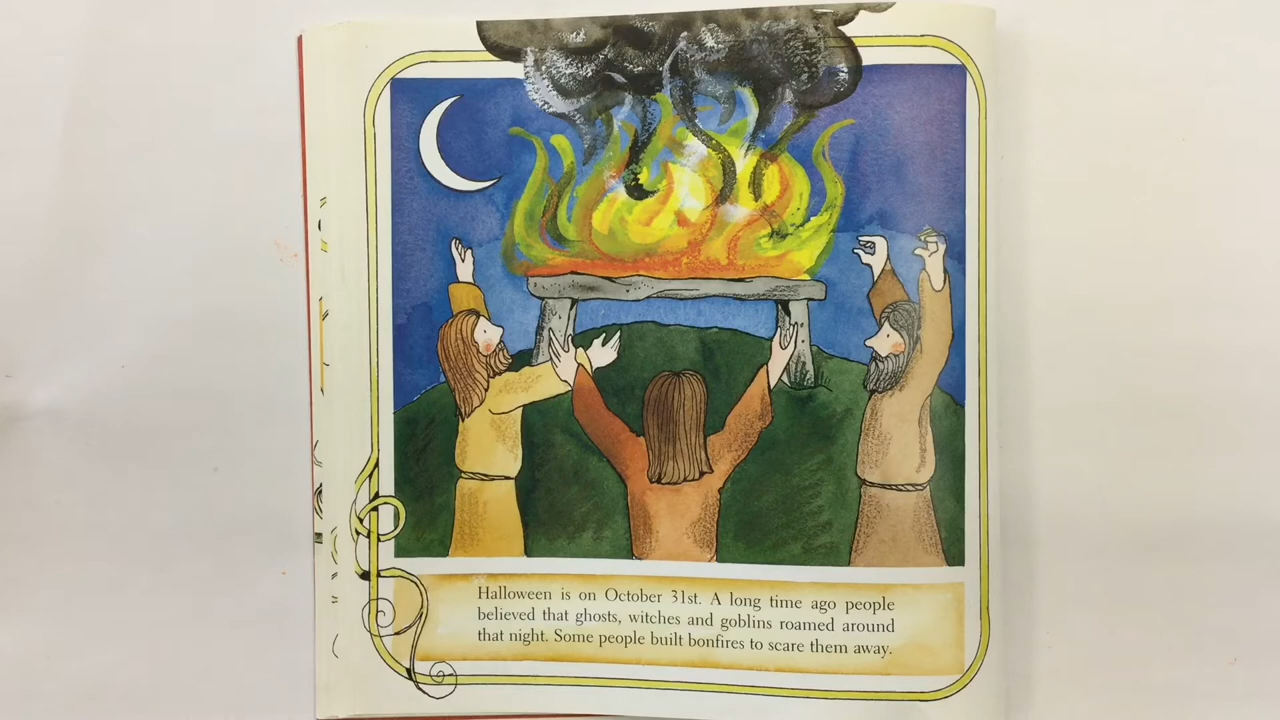 Halloween is on October 31st. A long time ago people
believed that ghosts, witches and goblins roamed around
that night. Some people built bonfires to scare them away.